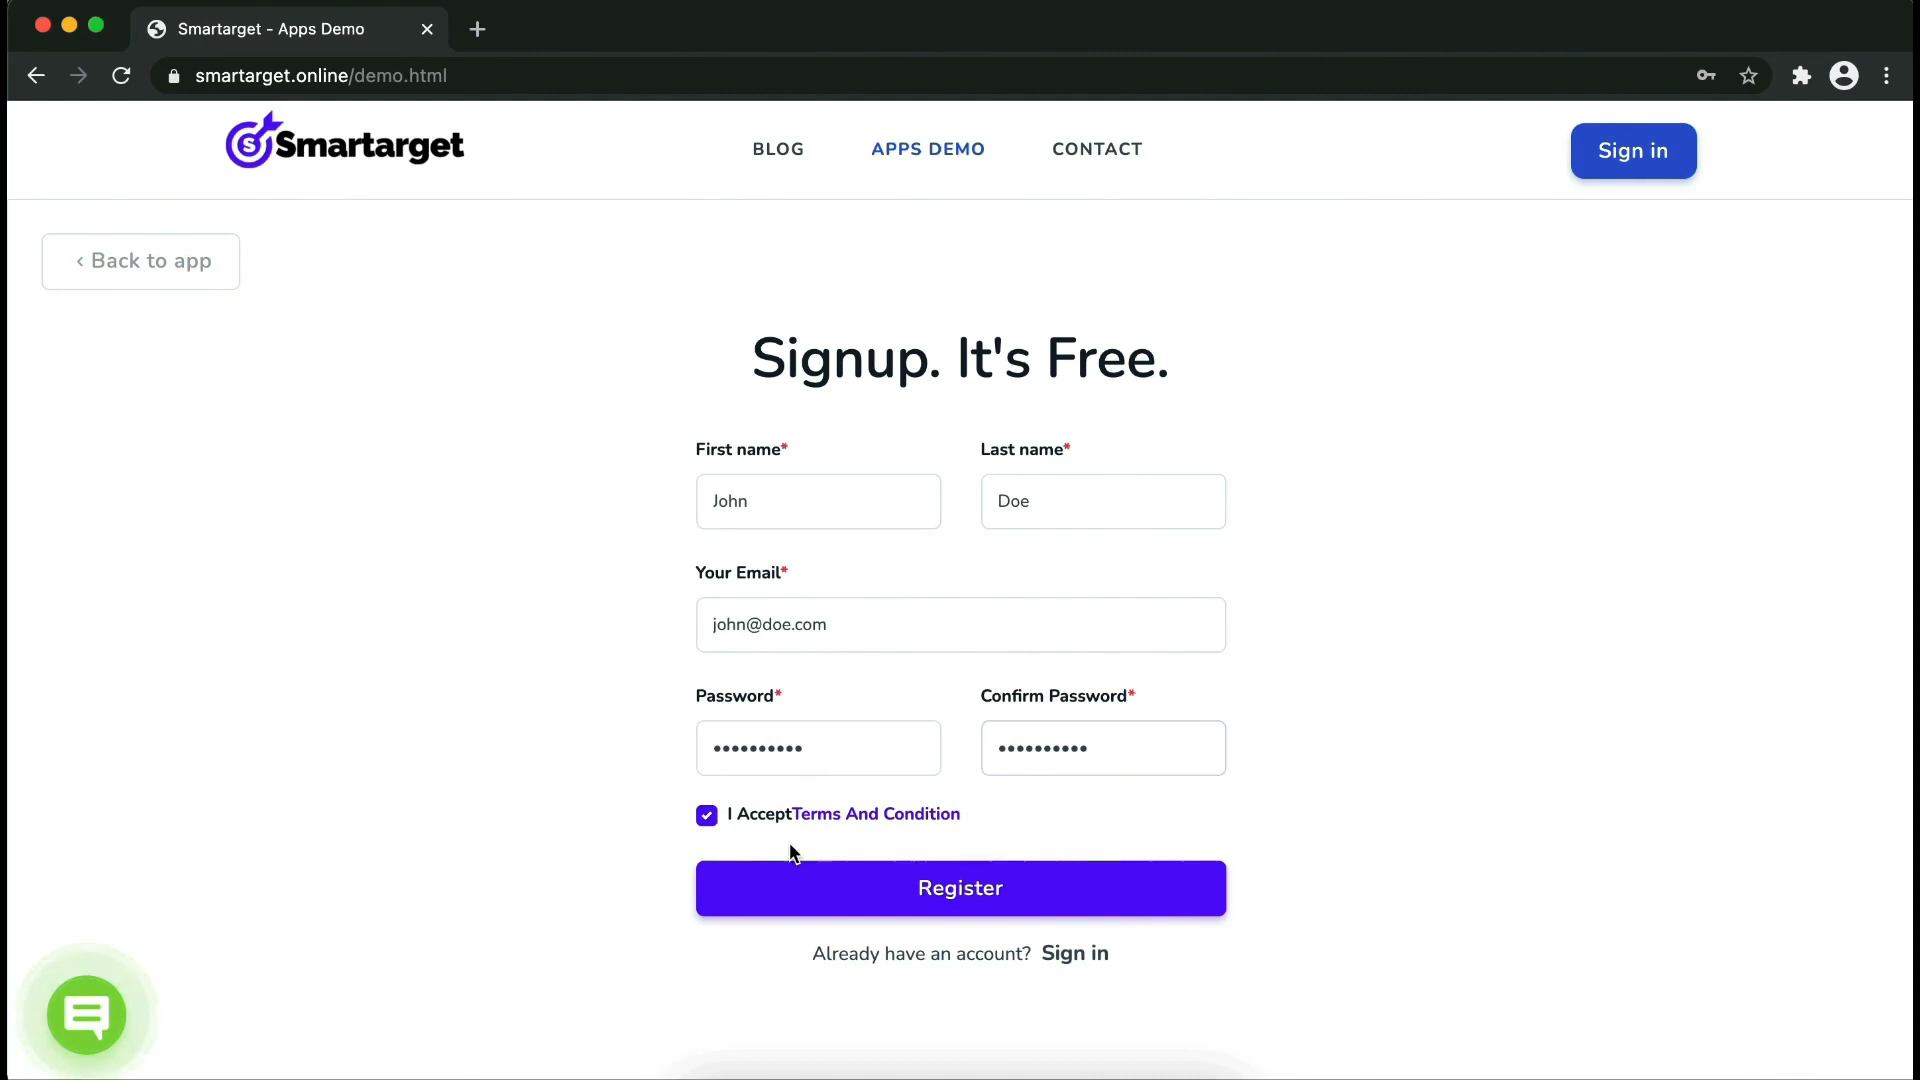 Smartarget - Apps Demo
smartarget.online/demo.html
Smartarget
BLOG
APPS DEMO
CONTACT
Sign in
‹ Back to app
Signup. It's Free.
First name*
Last name*
John
Doe
Your Email*
john@doe.com
Password*
Confirm Password*
••••••••••
••••••••••
I AcceptTerms And Condition
Register
Already have an account? Sign in